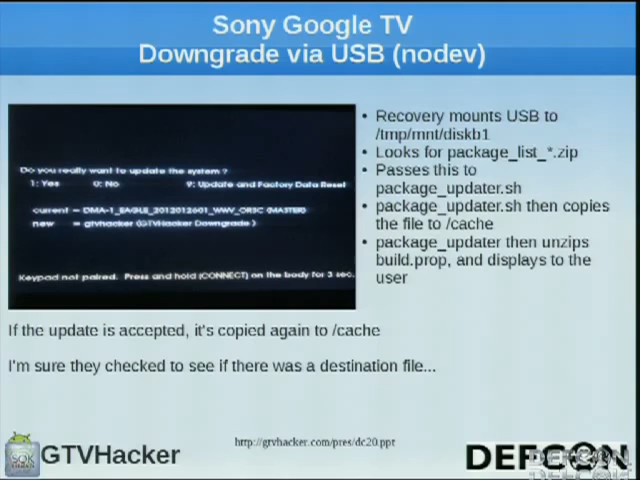 Sony Google TV
Downgrade via USB (nodev)
Do you really want to update the system ?
1: Yes 0: No 9: Update and Factory Data Reset
current = DMA-1_EAGLE_2012012601_WWV_ORSC (MASTER)
new = gtvhacker (GTVHacker Downgrade )
Keypad not paired. Press and hold (CONNECT) on the body for 3 sec.
• Recovery mounts USB to
/tmp/mnt/diskb1
• Looks for package_list_*.zip
• Passes this to
package_updater.sh
• package_updater.sh then copies
the file to /cache
• package_updater then unzips
build.prop, and displays to the
user
If the update is accepted, it's copied again to /cache
I'm sure they checked to see if there was a destination file...
GTVHacker
http://gtvhacker.com/pres/dc20.ppt
DEFCON
DEFCON